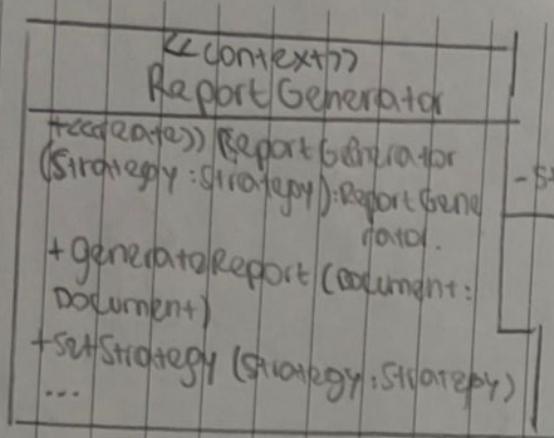 <<context>>
ReportGenerator
+<<create>> ReportGenerator
(Strategy:Strategy):ReportGene
rator.
+generateReport (Document:
Document)
+setStrategy (Strategy:Strategy)
...